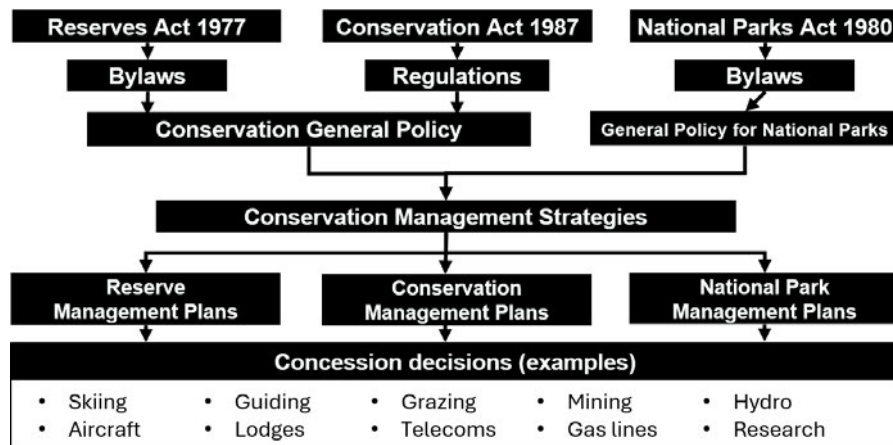 Reserves Act 1977
Conservation Act 1987
National Parks Act 1980
Bylaws
Regulations
Bylaws
Conservation General Policy
General Policy for National Parks
Conservation Management Strategies
Reserve
Management Plans
Conservation
Management Plans
National Park
Management Plans
Concession decisions (examples)
• Skiing
• Aircraft
• Guiding
• Lodges
• Grazing
• Telecoms
• Mining
• Gas lines
• Hydro
• Research